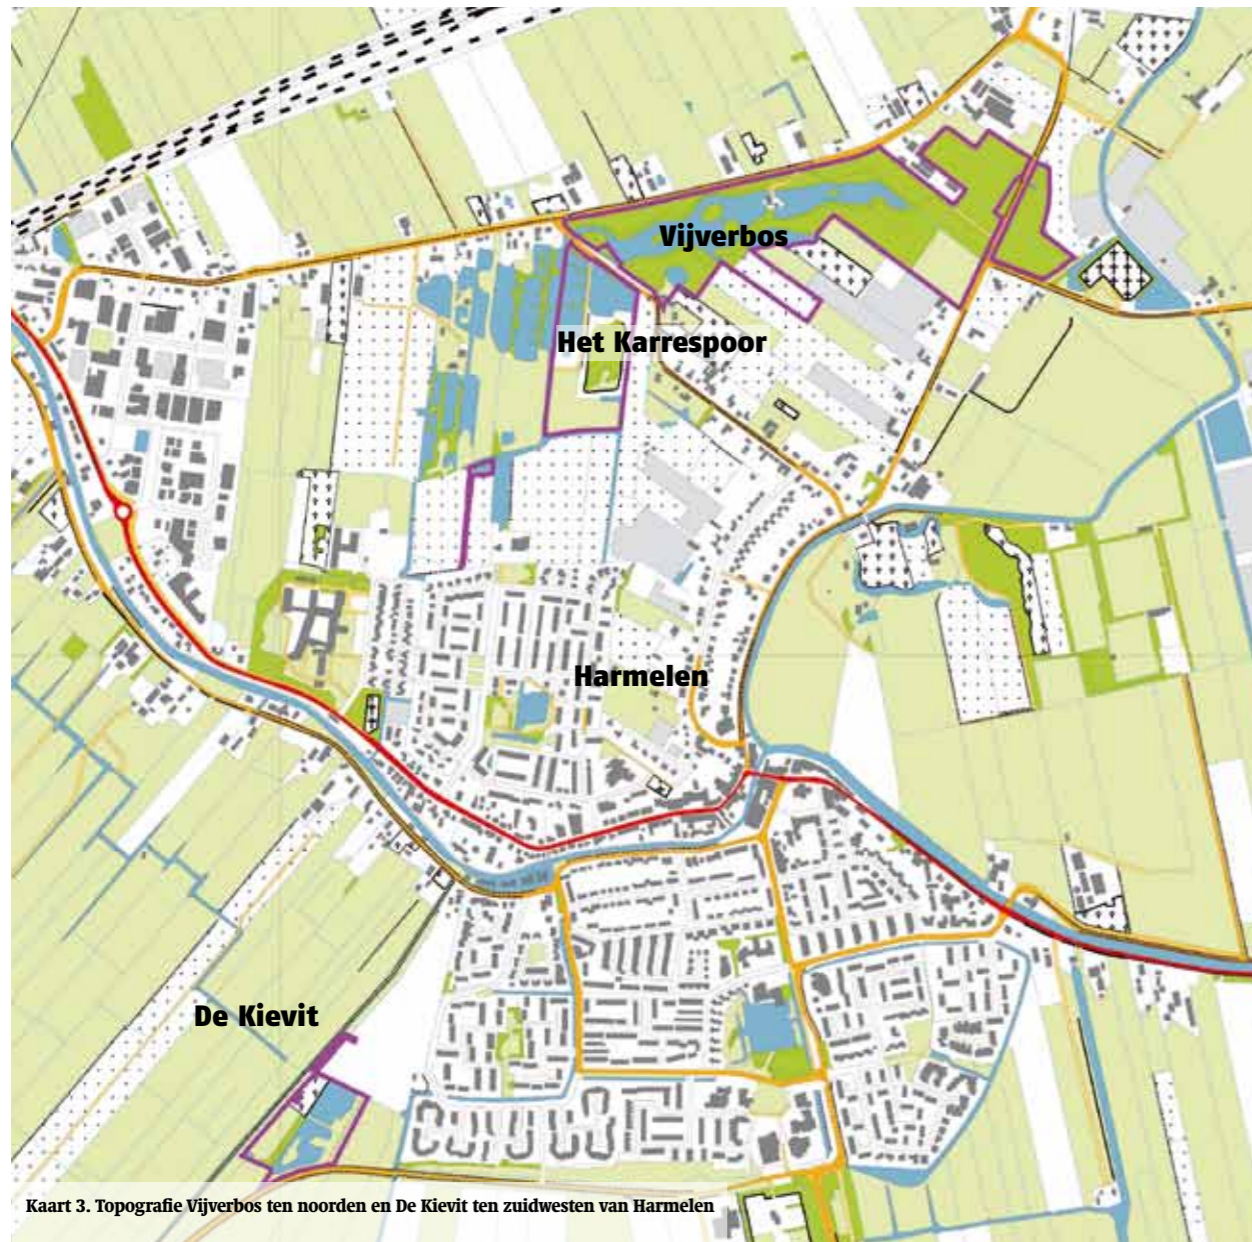 Vijverbos
Het Karrespoor
Harmelen
De Kievit
Kaart 3. Topografie Vijverbos ten noorden en De Kievit ten zuidwesten van Harmelen